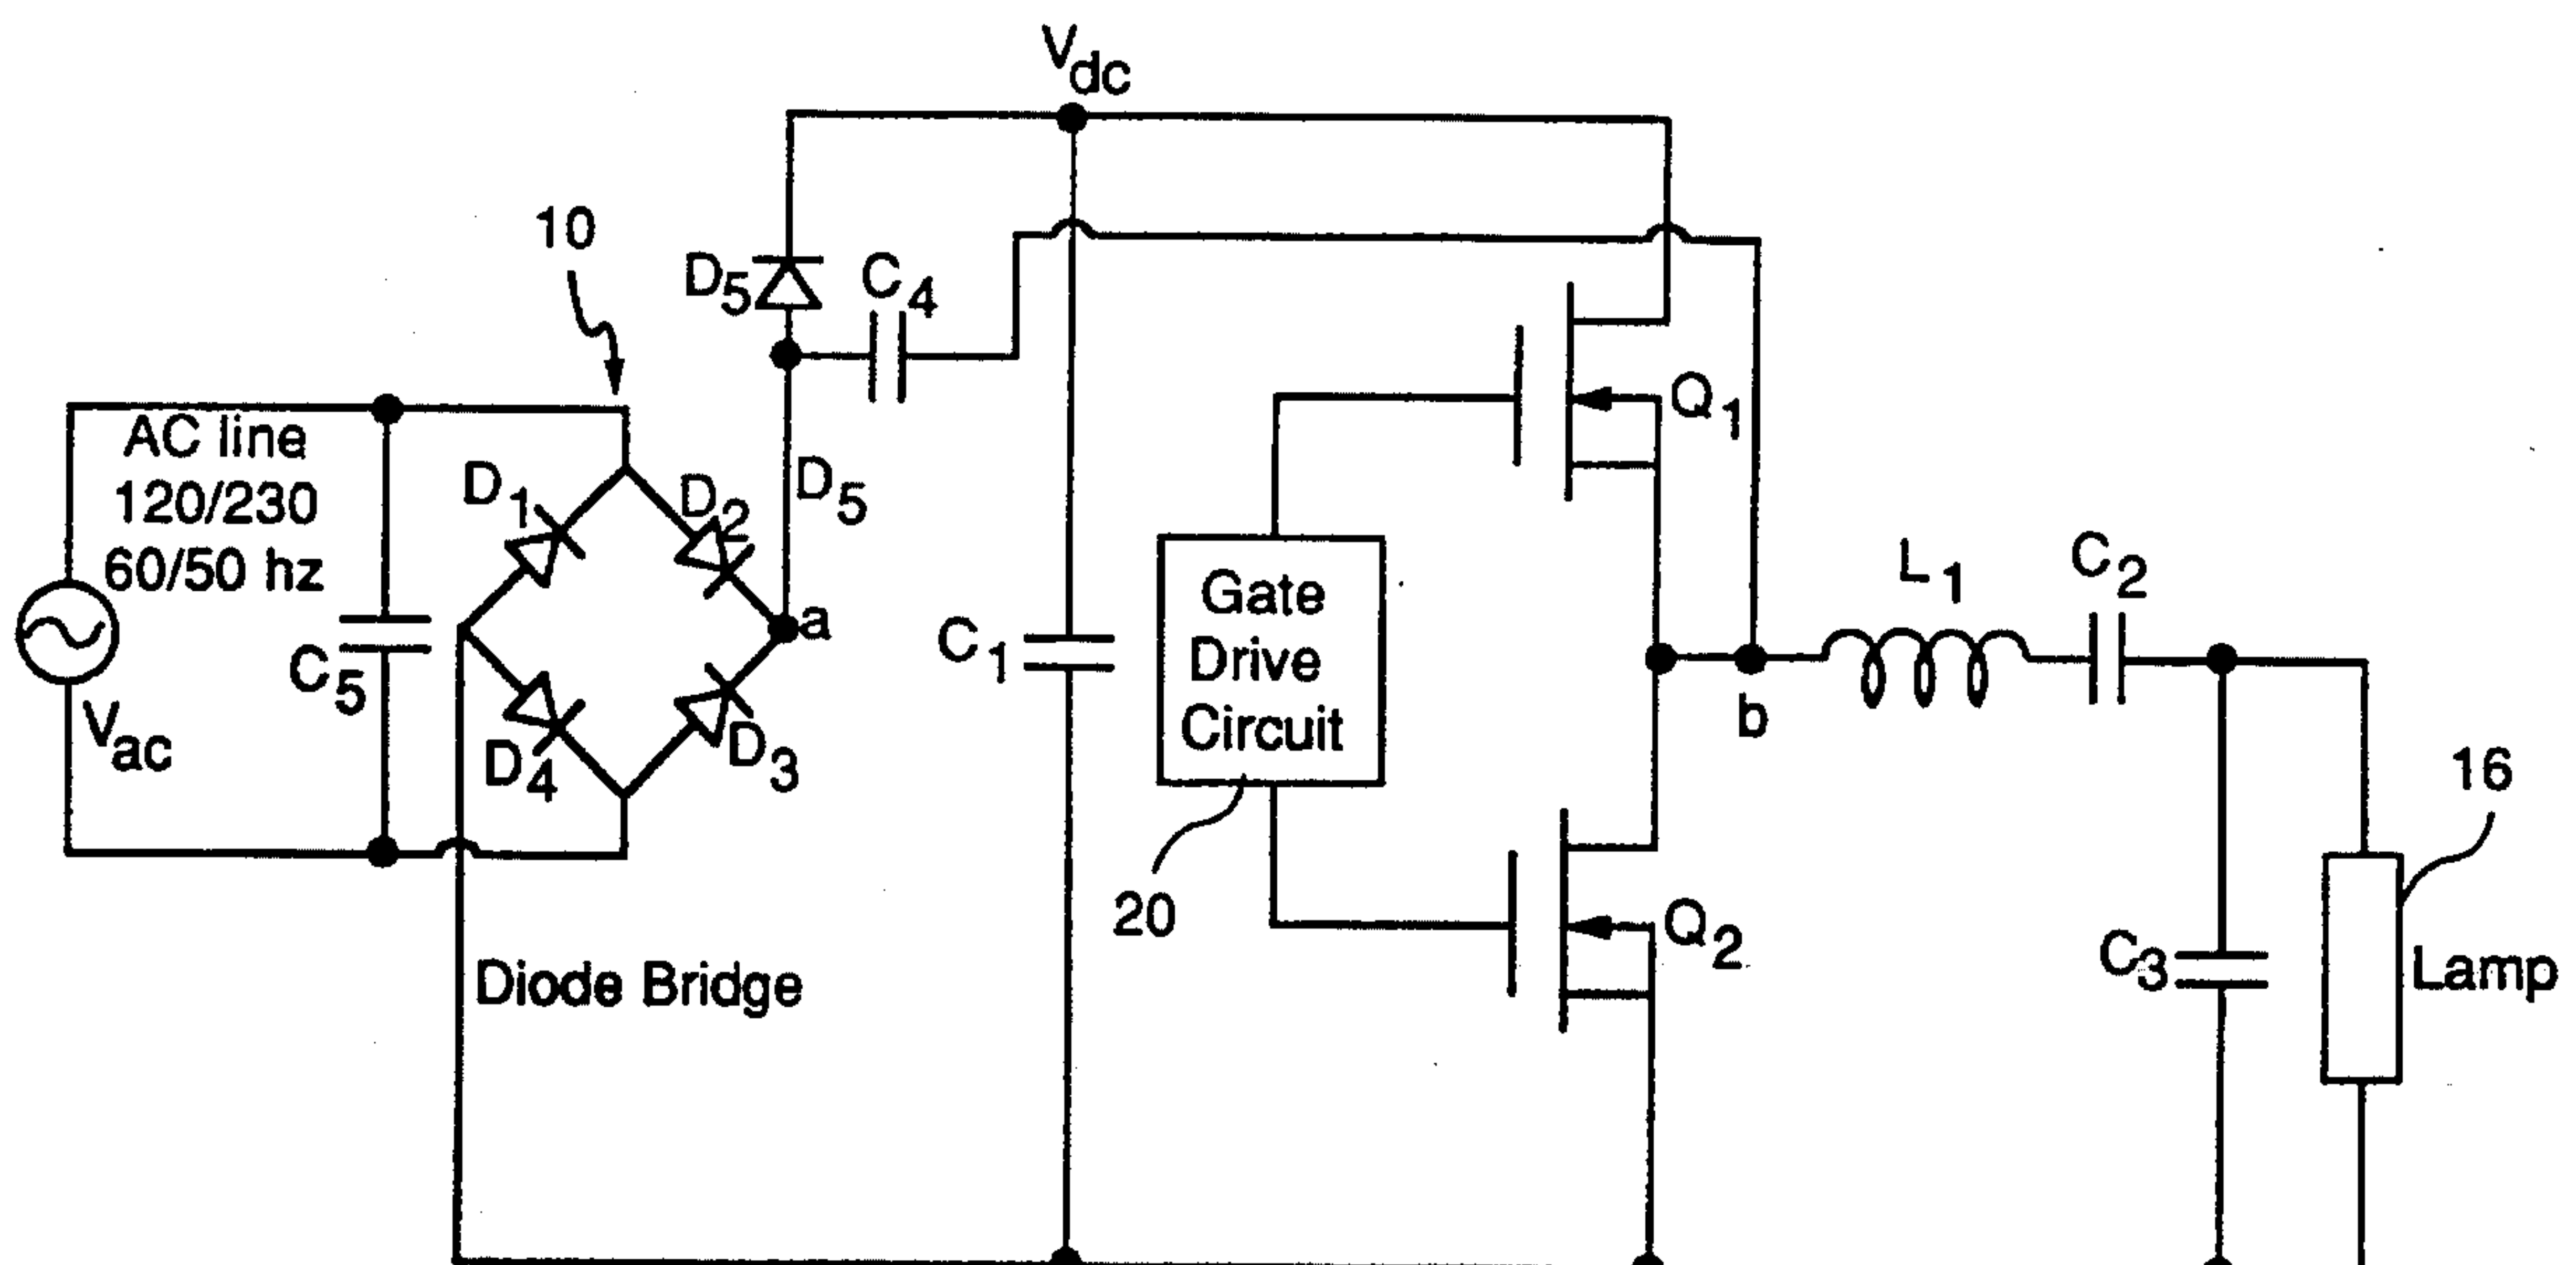 Vdc
10
D5
C4
AC line
120/230
60/50 hz
D1
D2
D5
Q1
a
C5
Vac
D4
D3
C1
Gate
Drive
Circuit
b
L1
C2
20
Q2
16
Diode Bridge
C3
Lamp